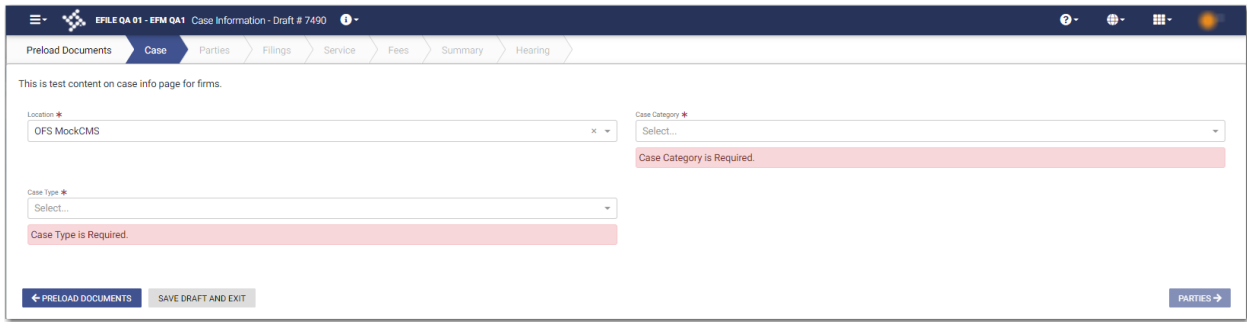 EFILE QA 01 - EFM QA1 Case Information - Draft # 7490
Preload Documents Case Parties Filings Service Fees Summary Hearing
This is test content on case info page for firms.
Location * Case Category *
OFS MockCMS Select...
Case Category is Required.
Case Type *
Select...
Case Type is Required.
PRELOAD DOCUMENTS SAVE DRAFT AND EXIT PARTIES